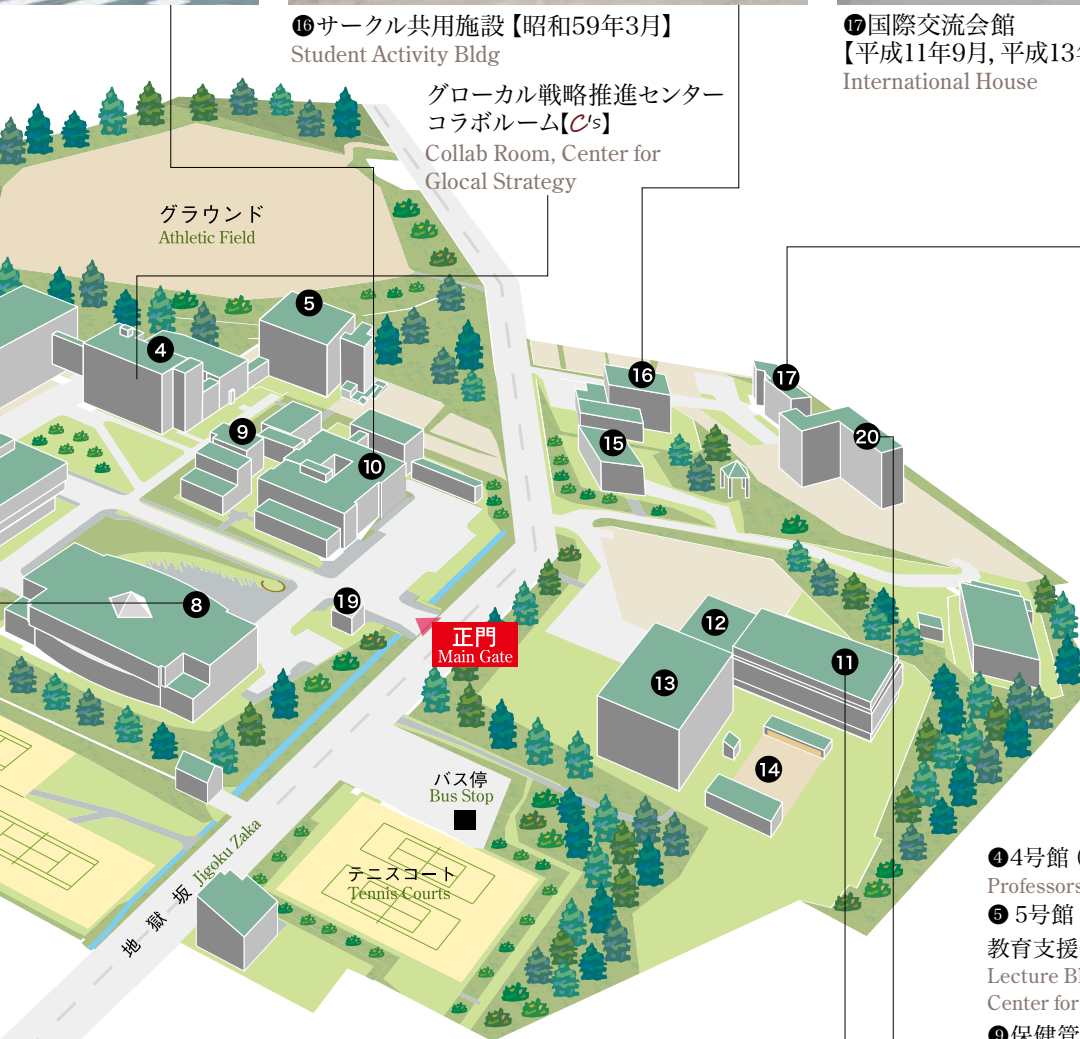 ⓰サークル共用施設【昭和59年3月】
Student Activity Bldg
⓱国際交流会館
【平成11年9月, 平成13
International House
グローカル戦略推進センター
コラボルーム【C's】
Collab Room, Center for
Glocal Strategy
グラウンド
Athletic Field
5
4
16
17
9
15
20
10
8
19
12
11
13
14
正門
Main Gate
バス停
Bus Stop
テニスコート
Tennis Courts
地獄坂 Jigoku Zaka
❹4号館
Professors
❺ 5号館
教育支援
Lecture
Center for
❾保健管